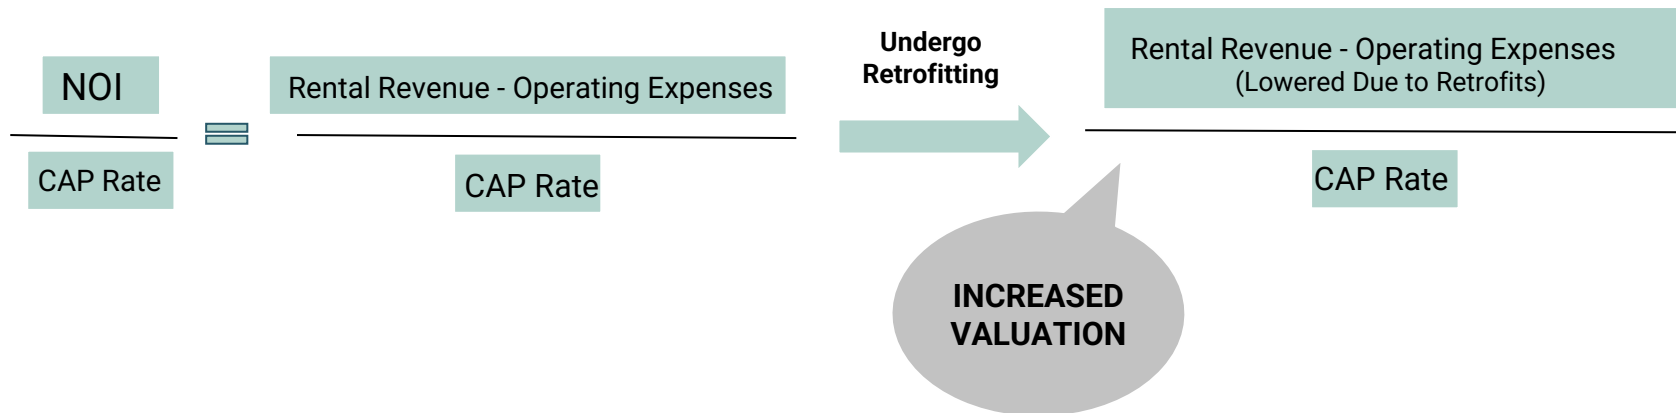 NOI
CAP Rate
Rental Revenue - Operating Expenses
CAP Rate
Undergo
Retrofitting
Rental Revenue - Operating Expenses
(Lowered Due to Retrofits)
CAP Rate
INCREASED
VALUATION